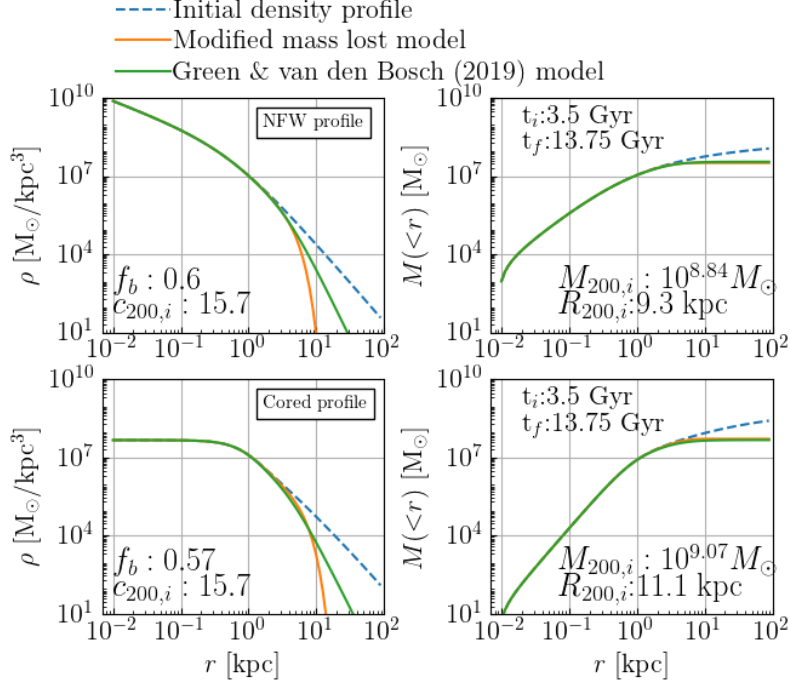 Initial density profile
Modified mass lost model
Green & van den Bosch (2019) model
10^10
10^7
10^4
10^1
ρ [M⊙/kpc³]
NFW profile
f_b : 0.6
c_200,i : 15.7
10^−2 10^−1 10^0 10^1 10^2
10^10
10^7
10^4
10^1
M(<r) [M⊙]
t_i:3.5 Gyr
t_f:13.75 Gyr
M_200,i : 10^8.84 M⊙
R_200,i:9.3 kpc
10^−2 10^−1 10^0 10^1 10^2
10^10
10^7
10^4
10^1
ρ [M⊙/kpc³]
Cored profile
f_b : 0.57
c_200,i : 15.7
10^−2 10^−1 10^0 10^1 10^2
r [kpc]
10^10
10^7
10^4
10^1
M(<r) [M⊙]
t_i:3.5 Gyr
t_f:13.75 Gyr
M_200,i : 10^9.07 M⊙
R_200,i:11.1 kpc
10^−2 10^−1 10^0 10^1 10^2
r [kpc]